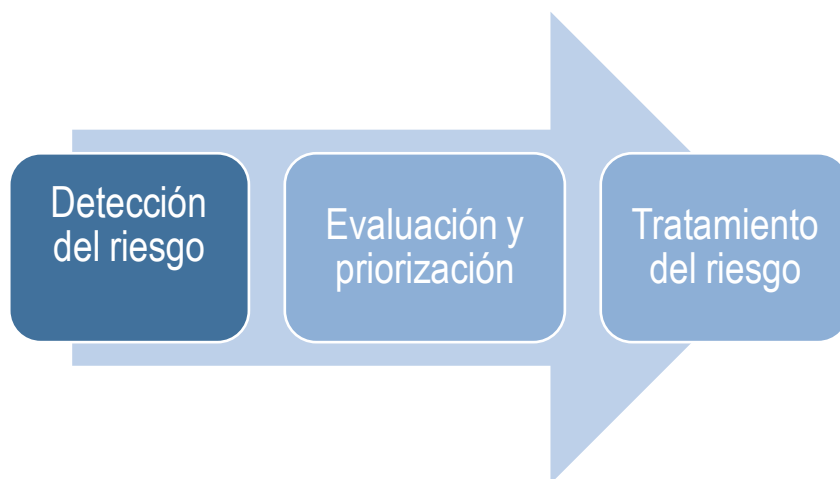 Detección
del riesgo
Evaluación y
priorización
Tratamiento
del riesgo